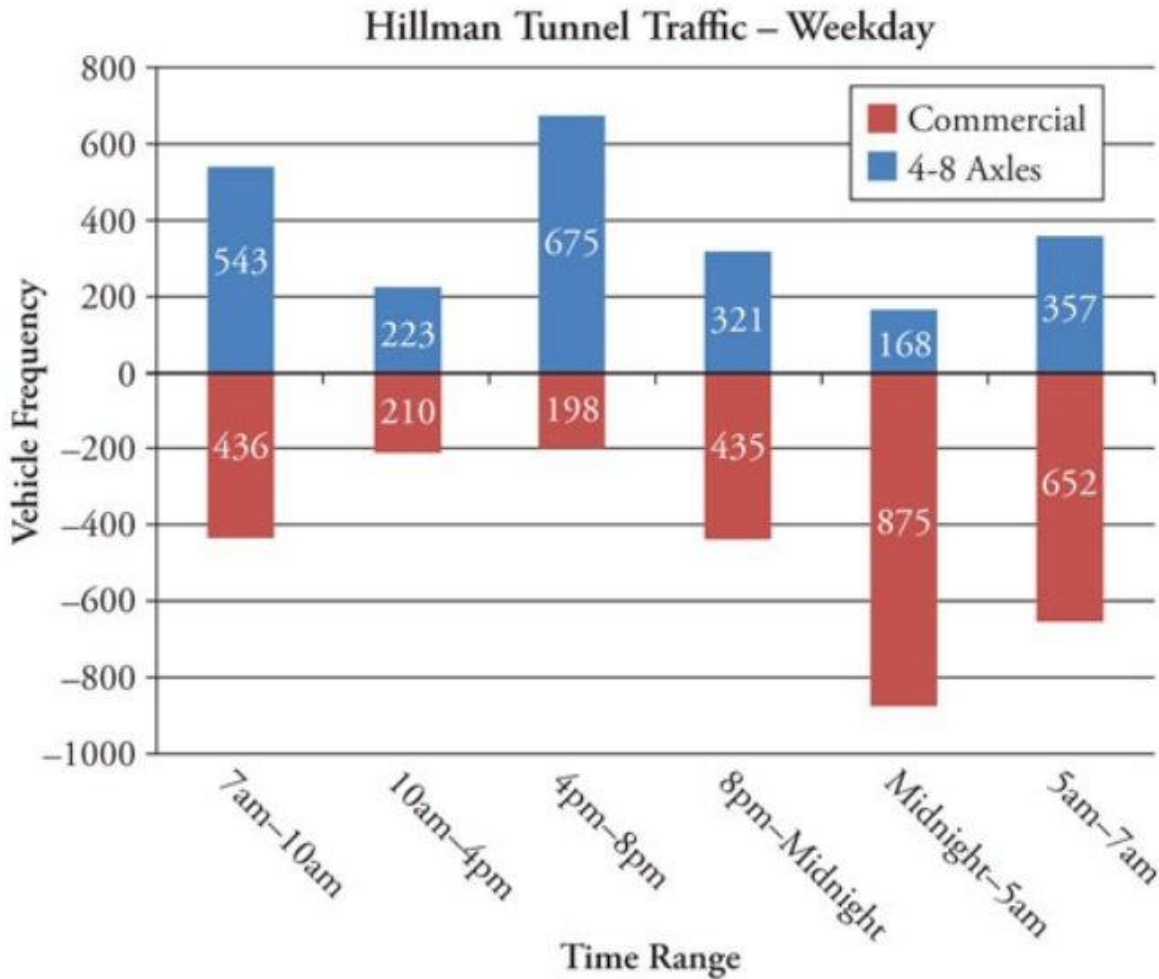 Hillman Tunnel Traffic – Weekday
800
600
400
200
0
–200
–400
–600
–800
–1000
Vehicle Frequency
Commercial
4-8 Axles
543
223
675
321
168
357
436
210
198
435
875
652
7am–10am
10am–4pm
4pm–8pm
8pm–Midnight
Midnight–5am
5am–7am
Time Range